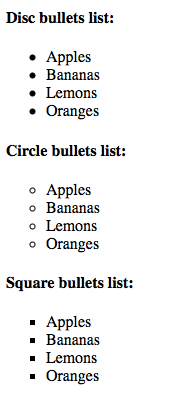 Disc bullets list:
• Apples
• Bananas
• Lemons
• Oranges
Circle bullets list:
◦ Apples
◦ Bananas
◦ Lemons
◦ Oranges
Square bullets list:
▪ Apples
▪ Bananas
▪ Lemons
▪ Oranges